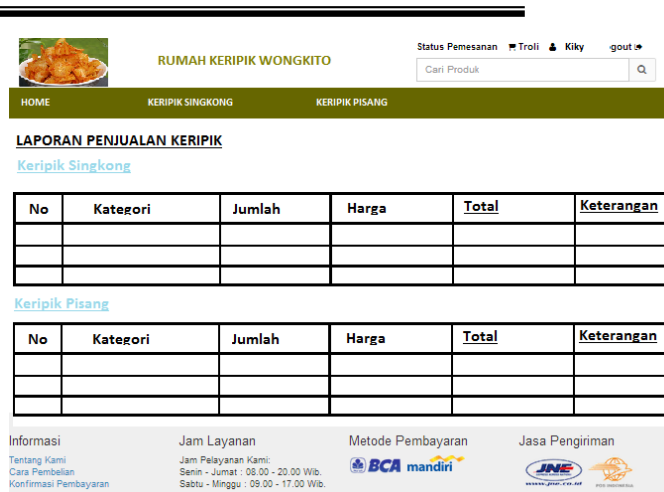 Status Pemesanan Troli Kiky gout
RUMAH KERIPIK WONGKITO
Cari Produk
HOME KERIPIK SINGKONG KERIPIK PISANG
LAPORAN PENJUALAN KERIPIK
Keripik Singkong
No Kategori Jumlah Harga Total Keterangan
Keripik Pisang
No Kategori Jumlah Harga Total Keterangan
Informasi Jam Layanan Metode Pembayaran Jasa Pengiriman
Tentang Kami Jam Pelayanan Kami:
Cara Pembelian Senin - Jumat : 08.00 - 20.00 Wib.
Konfirmasi Pembayaran Sabtu - Minggu : 09.00 - 17.00 Wib.
BCA mandiri JNE
www.jne.co.id POS INDONESIA